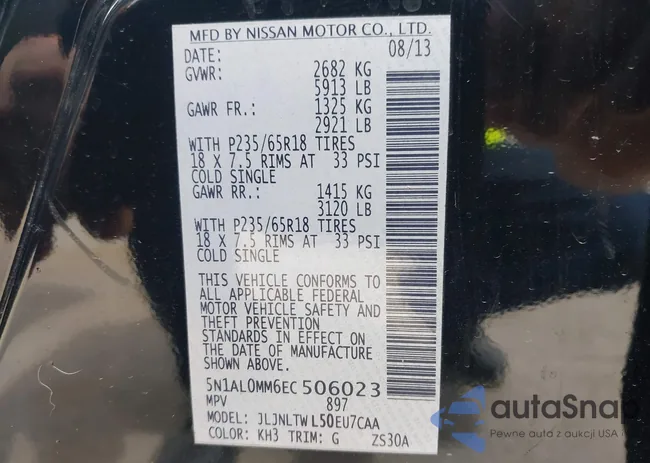 MFD BY NISSAN MOTOR CO., LTD.
DATE: 08/13
GVWR: 2682 KG
5913 LB
GAWR FR.: 1325 KG
2921 LB
WITH P235/65R18 TIRES
18 X 7.5 RIMS AT 33 PSI
COLD SINGLE
GAWR RR.: 1415 KG
3120 LB
WITH P235/65R18 TIRES
18 X 7.5 RIMS AT 33 PSI
COLD SINGLE
THIS VEHICLE CONFORMS TO
ALL APPLICABLE FEDERAL
MOTOR VEHICLE SAFETY AND
THEFT PREVENTION
STANDARDS IN EFFECT ON
THE DATE OF MANUFACTURE
SHOWN ABOVE.
5N1AL0MM6EC506023
MPV 897
MODEL: JLJNLTWL50EU7CAA
COLOR: KH3 TRIM: G ZS30A
autoSnap
Pewne auta z aukcji USA